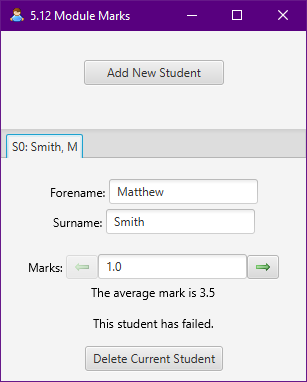 5.12 Module Marks
Add New Student
S0: Smith, M
Forename: Matthew
Surname: Smith
Marks: 1.0
The average mark is 3.5
This student has failed.
Delete Current Student